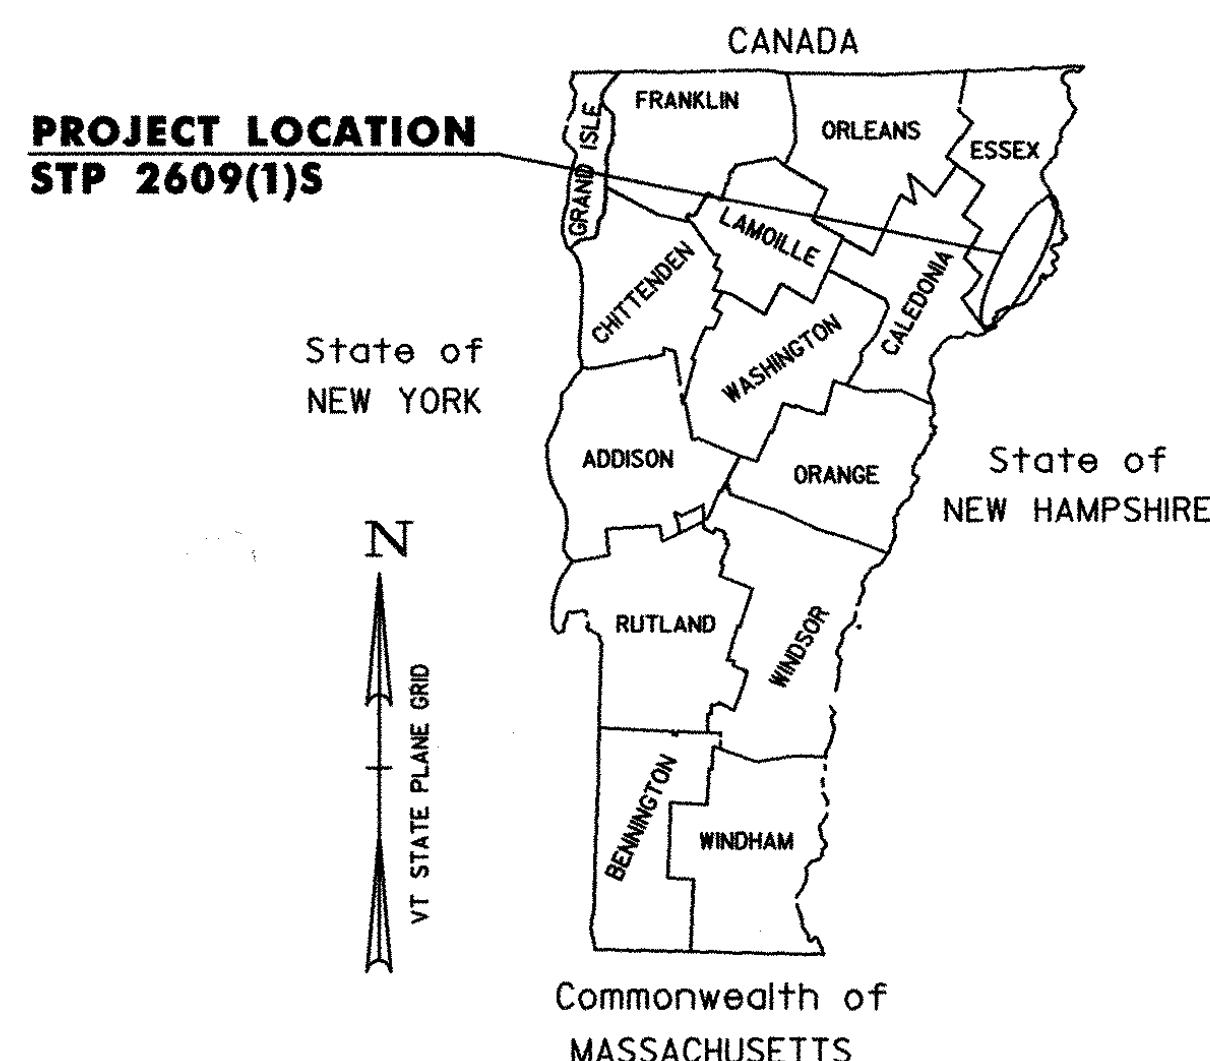 CANADA
PROJECT LOCATION
STP 2609(1)S
GRAND ISLE
FRANKLIN
ORLEANS
ESSEX
LAMOILLE
CHITTENDEN
CALEDONIA
WASHINGTON
State of
NEW YORK
ADDISON
ORANGE
State of
NEW HAMPSHIRE
N
VT STATE PLANE GRID
RUTLAND
WINDSOR
BENNINGTON
WINDHAM
Commonwealth of
MASSACHUSETTS